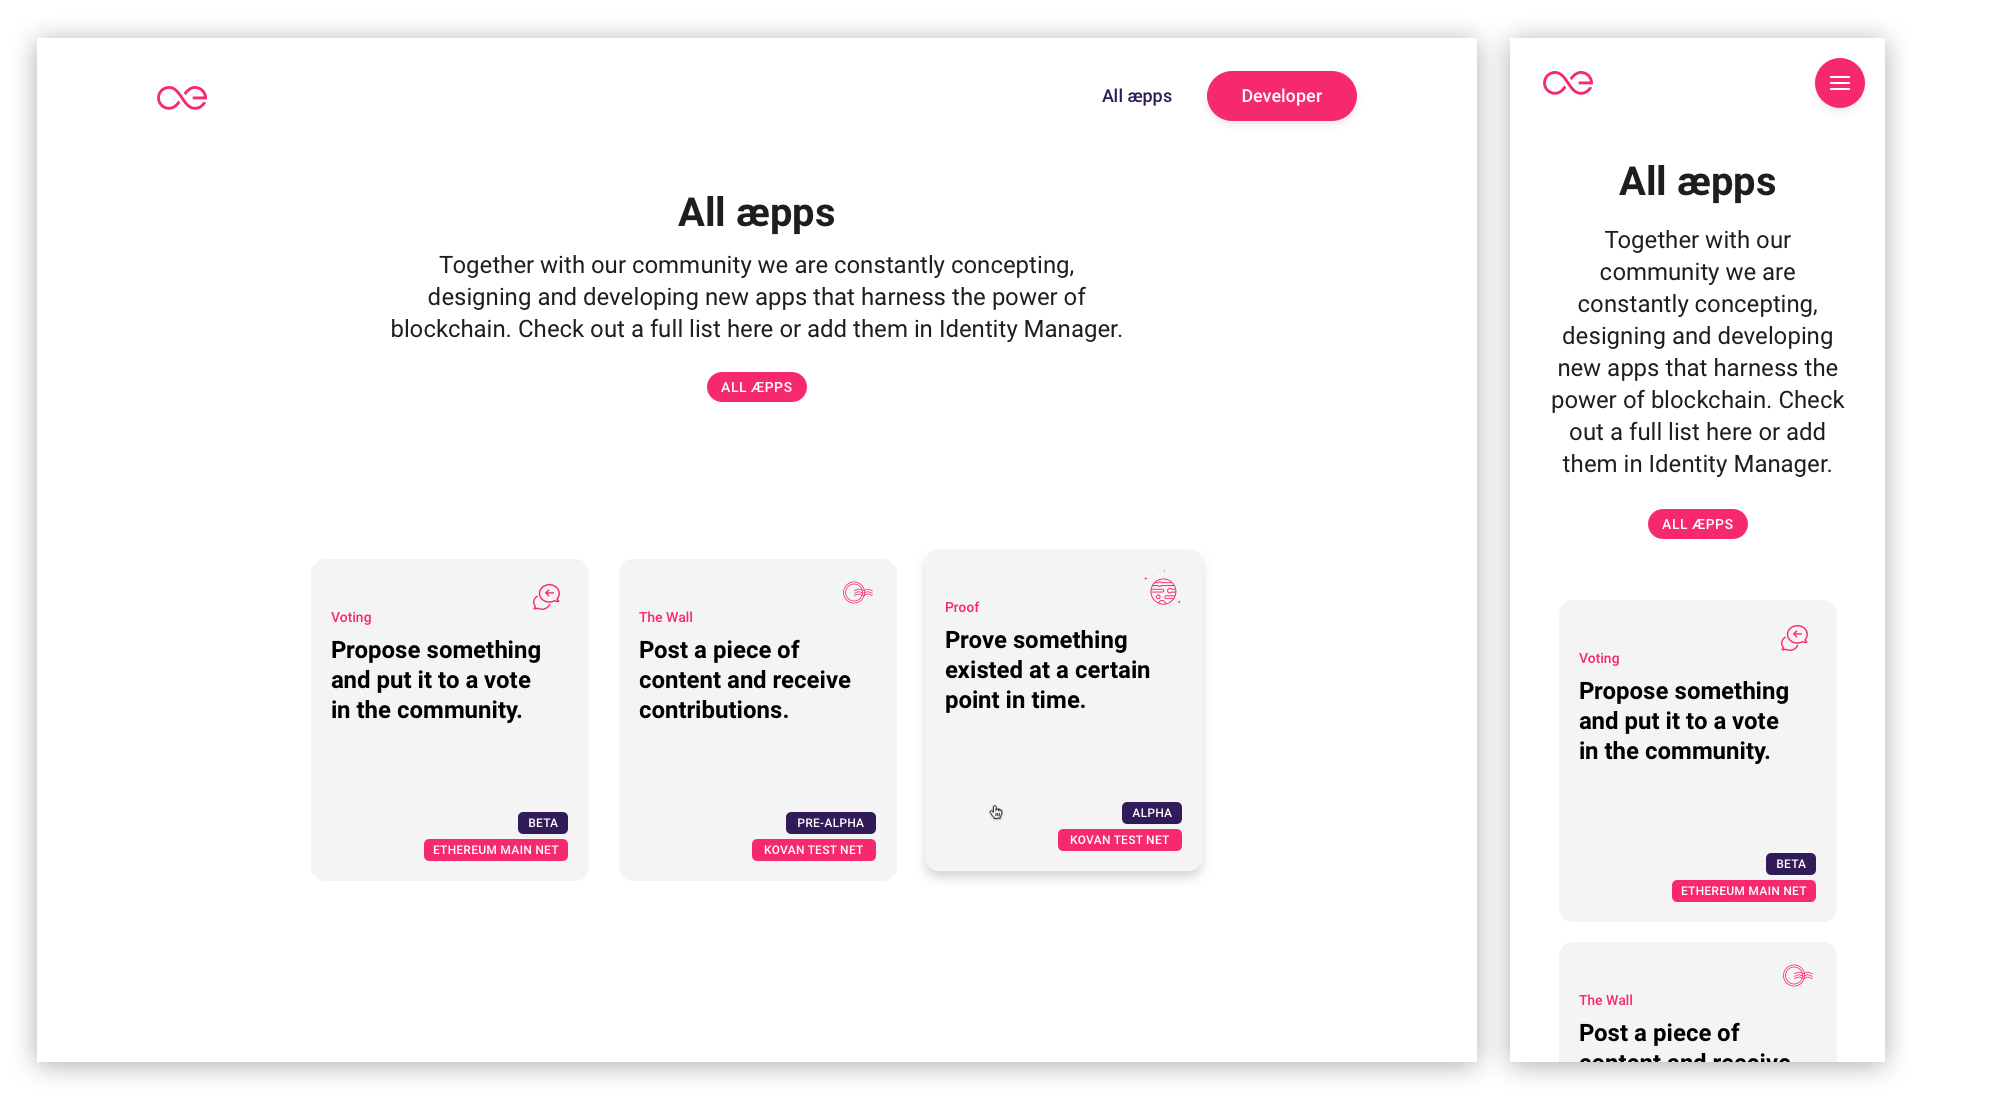 All æpps
Developer
All æpps
Together with our community we are constantly concepting,
designing and developing new apps that harness the power of
blockchain. Check out a full list here or add them in Identity Manager.
ALL ÆPPS
Voting
Propose something
and put it to a vote
in the community.
BETA
ETHEREUM MAIN NET
The Wall
Post a piece of
content and receive
contributions.
PRE-ALPHA
KOVAN TEST NET
Proof
Prove something
existed at a certain
point in time.
ALPHA
KOVAN TEST NET
All æpps
Together with our
community we are
constantly concepting,
designing and developing
new apps that harness the
power of blockchain. Check
out a full list here or add
them in Identity Manager.
ALL ÆPPS
Voting
Propose something
and put it to a vote
in the community.
BETA
ETHEREUM MAIN NET
The Wall
Post a piece of
content and receive